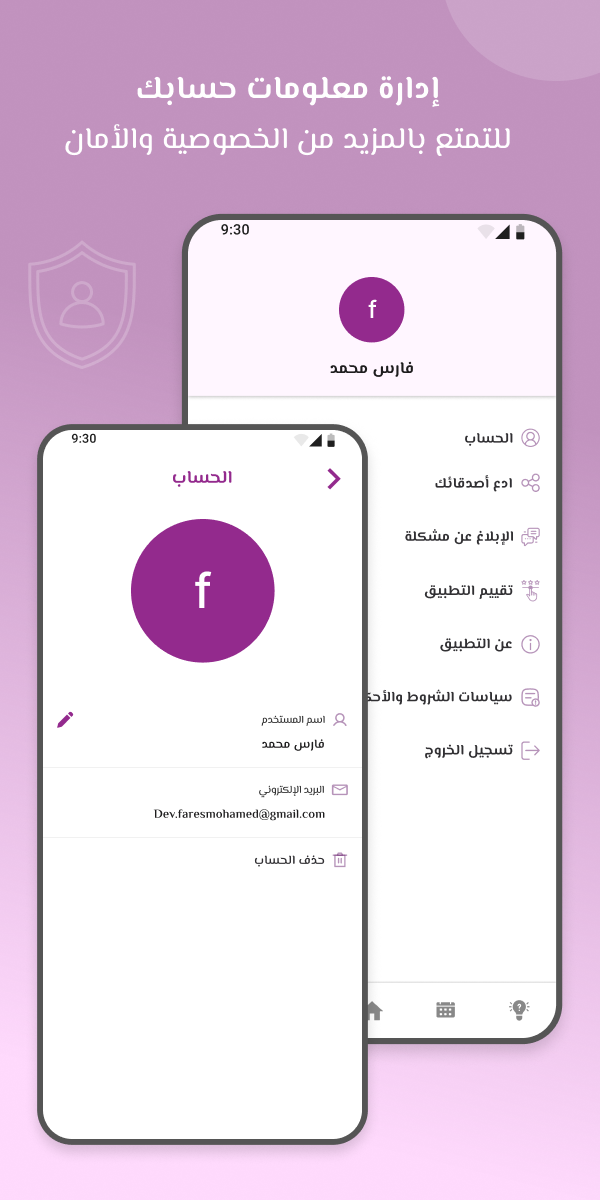 إدارة معلومات حسابك
للتمتع بالمزيد من الخصوصية والأمان
9:30
f
فارس محمد
الحساب
ادع أصدقائك
الإبلاغ عن مشكلة
تقييم التطبيق
عن التطبيق
سياسات الشروط والأحك
تسجيل الخروج
9:30
الحساب
f
اسم المستخدم
فارس محمد
البريد الإلكتروني
Dev.faresmohamed@gmail.com
حذف الحساب